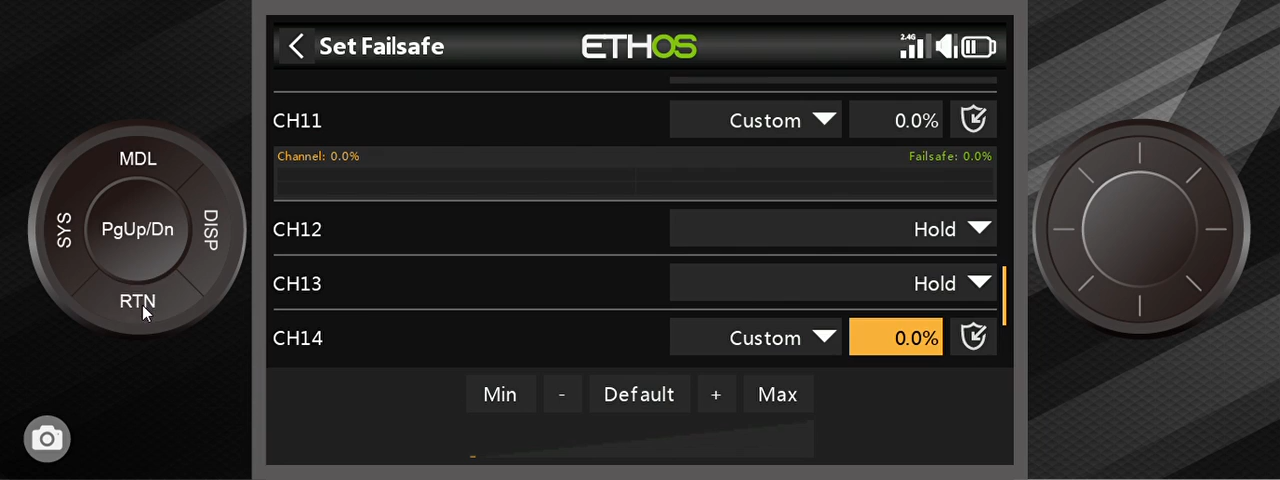 Set Failsafe
ETHOS
2.4G
CH11
Custom
0.0%
Channel: 0.0%
Failsafe: 0.0%
CH12
Hold
CH13
Hold
CH14
Custom
0.0%
Min
-
Default
+
Max
MDL
SYS
PgUp/Dn
DISP
RTN